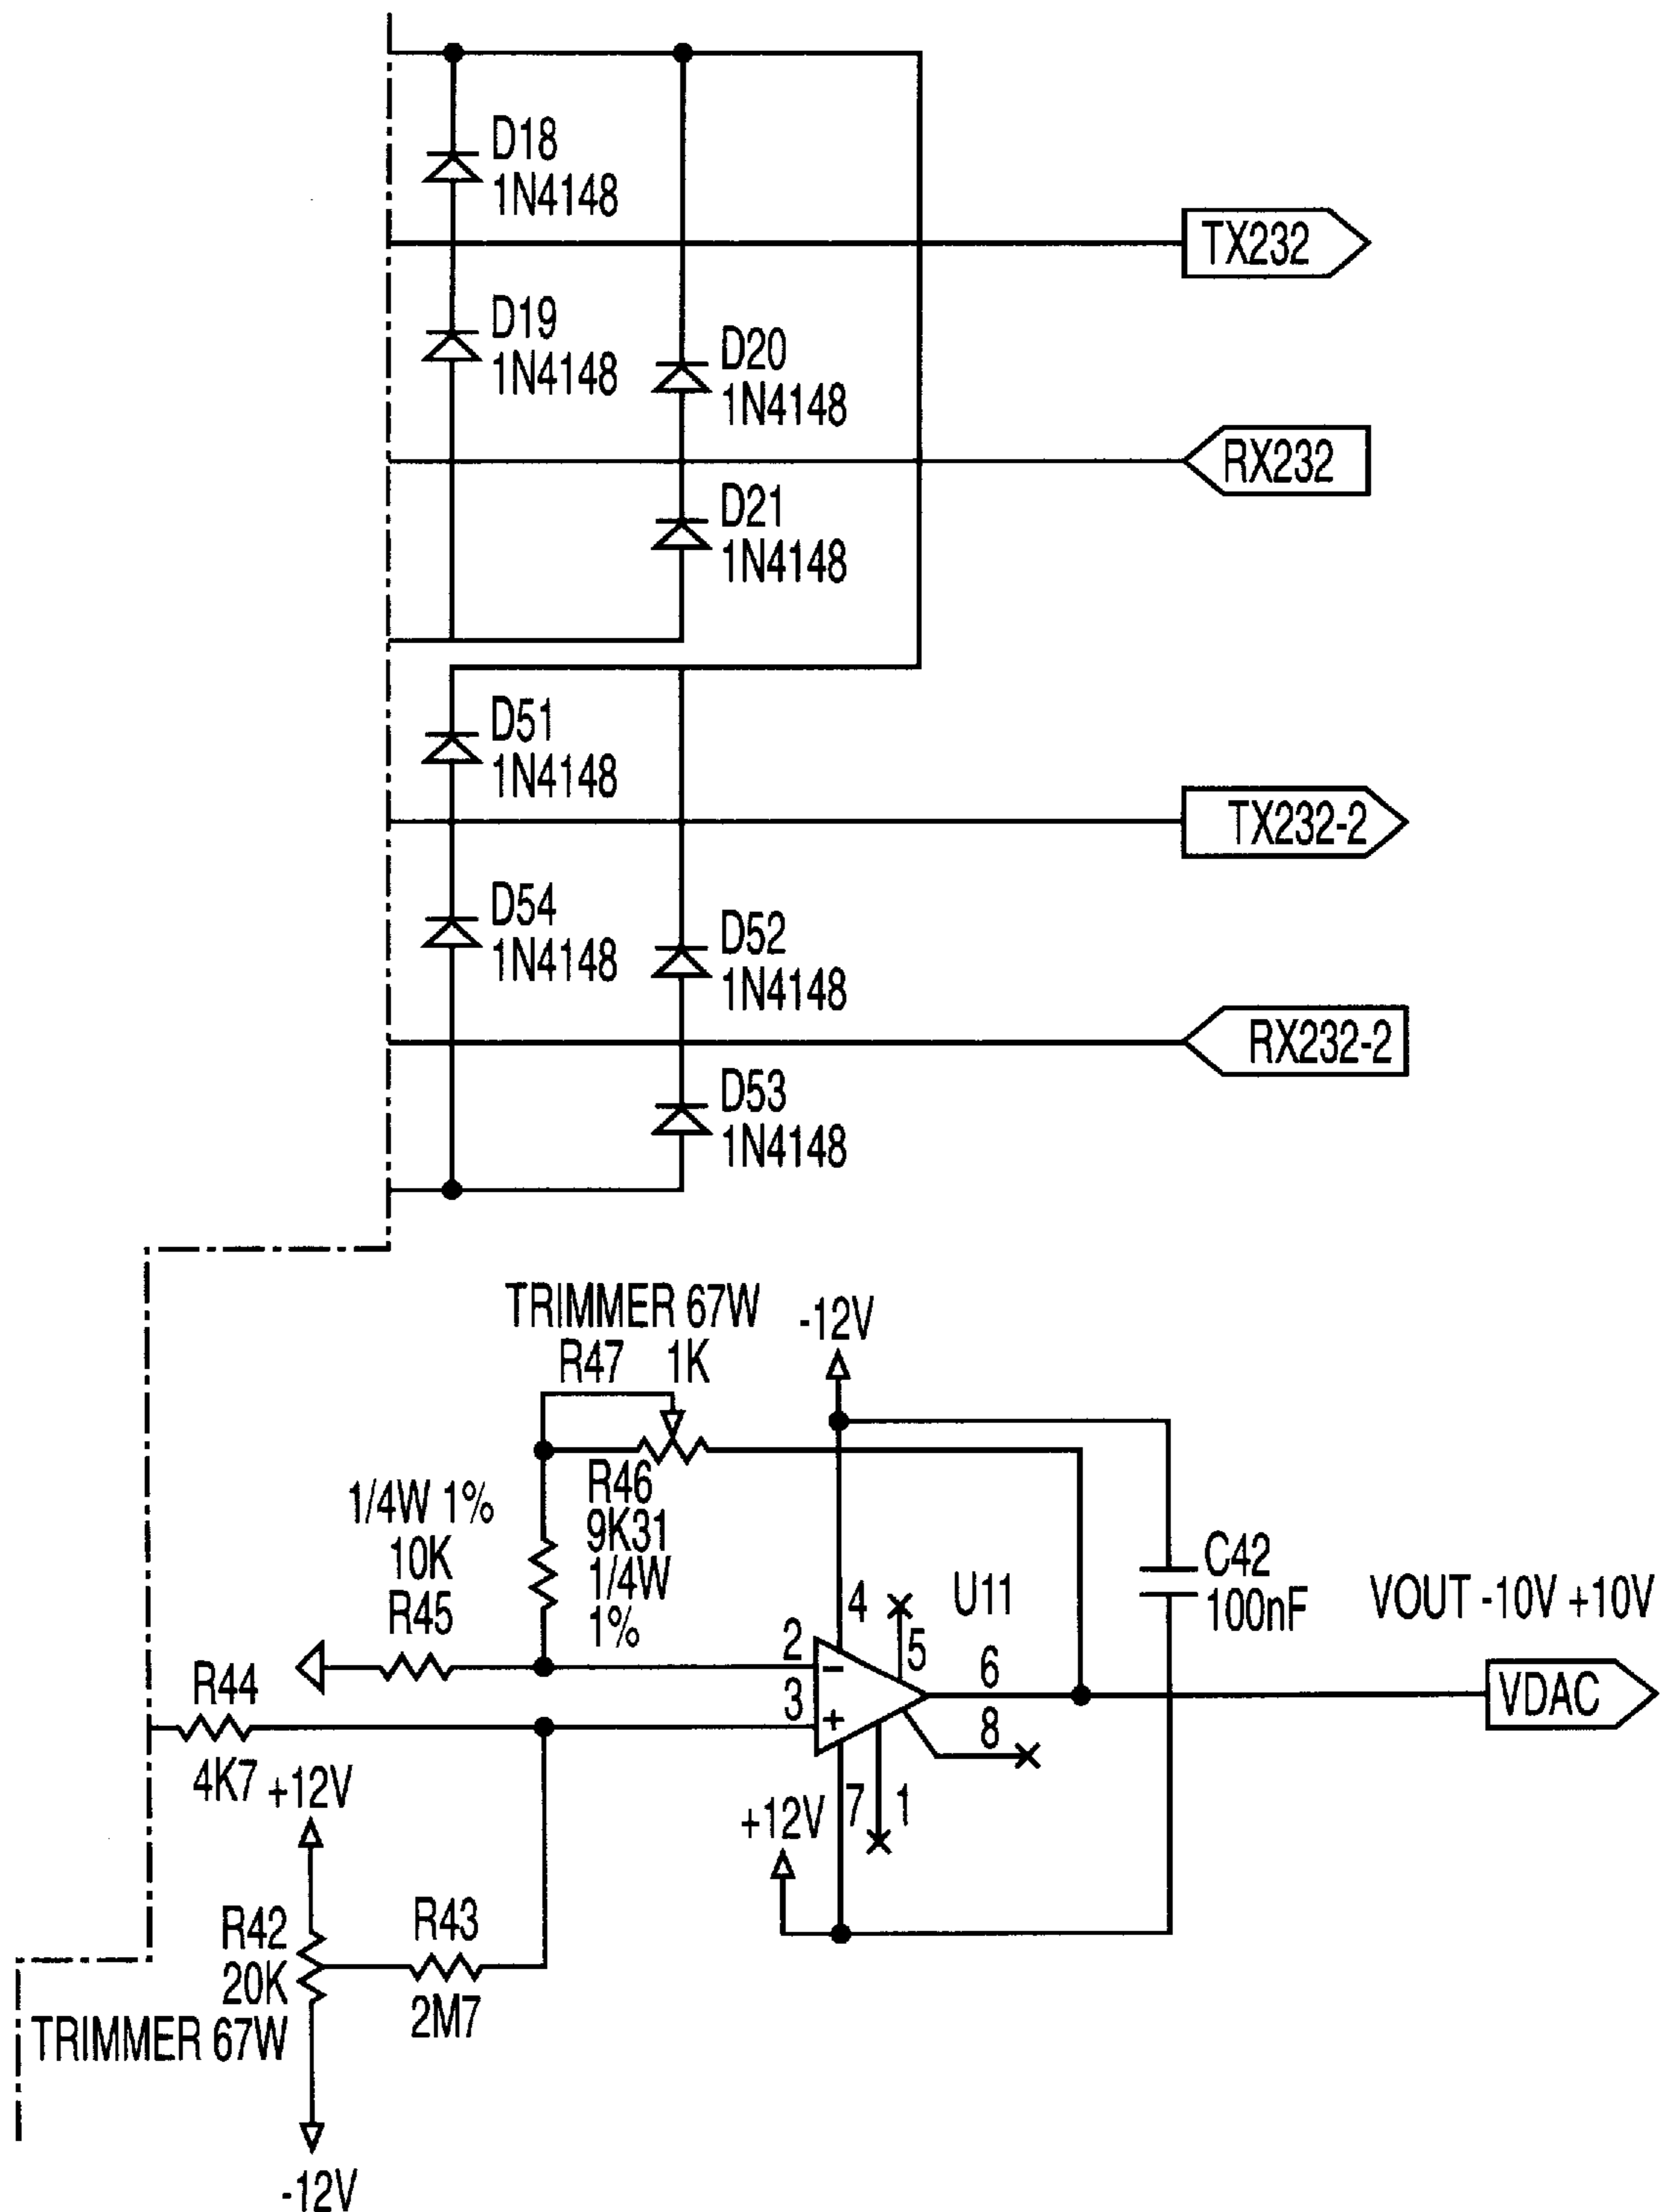 D18
1N4148
TX232
D19
1N4148
D20
1N4148
RX232
D21
1N4148
D51
1N4148
TX232-2
D54
1N4148
D52
1N4148
RX232-2
D53
1N4148
TRIMMER 67W
R47 1K
-12V
1/4W 1%
10K
R45
R46
9K31
1/4W
1%
C42
100nF
VOUT -10V +10V
4
5
U11
2
-
3
+
6
8
VDAC
R44
4K7
+12V
+12V
7
1
R42
20K
TRIMMER 67W
R43
2M7
-12V